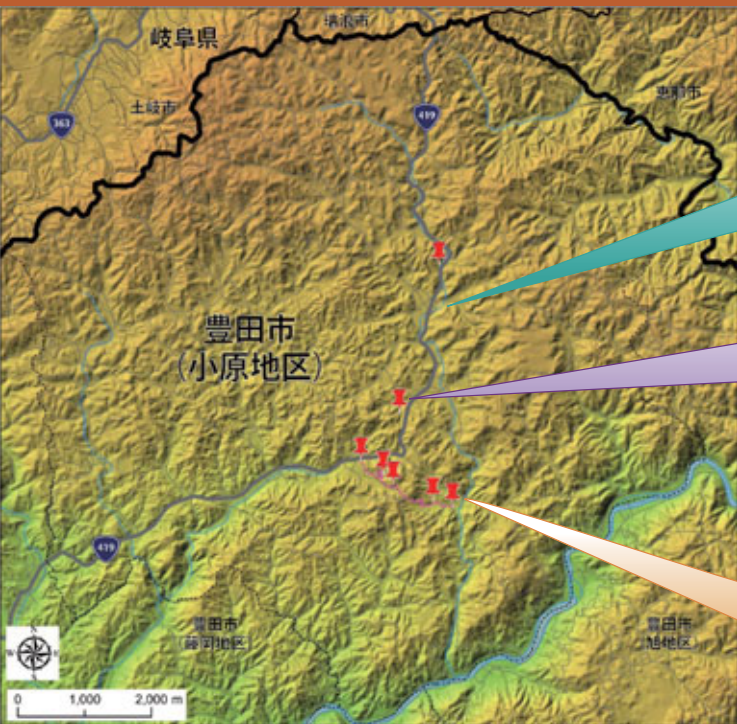 瑞浪市
岐阜県
恵那市
土岐市
363
419
豊田市
(小原地区)
419
豊田市
藤岡地区
豊田市
旭地区
N
W
E
S
0 1,000 2,000 m